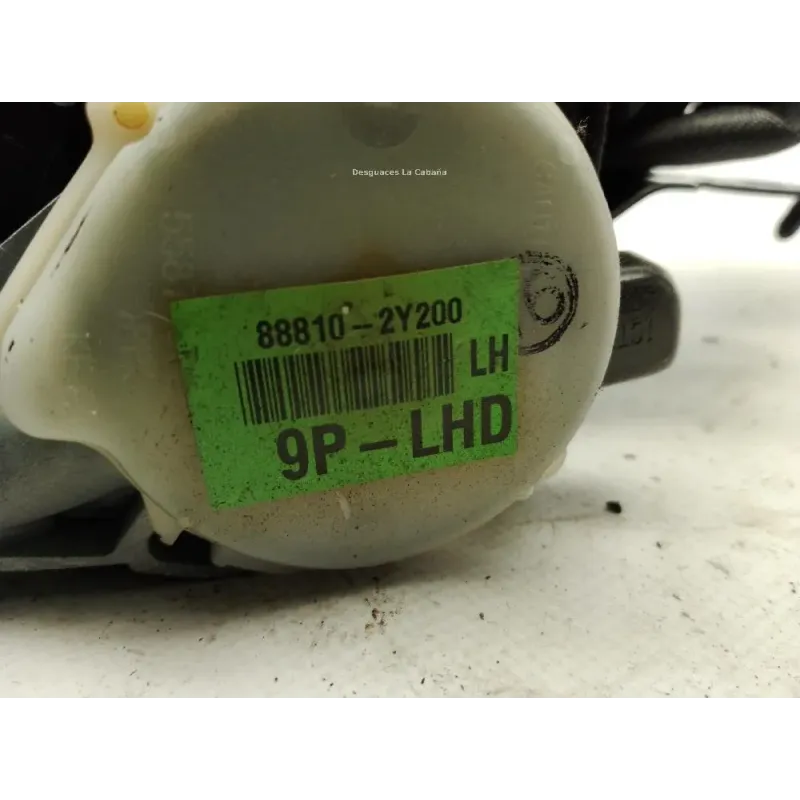 Desguaces La Cabaña
88810-2Y200
LH
9P-LHD